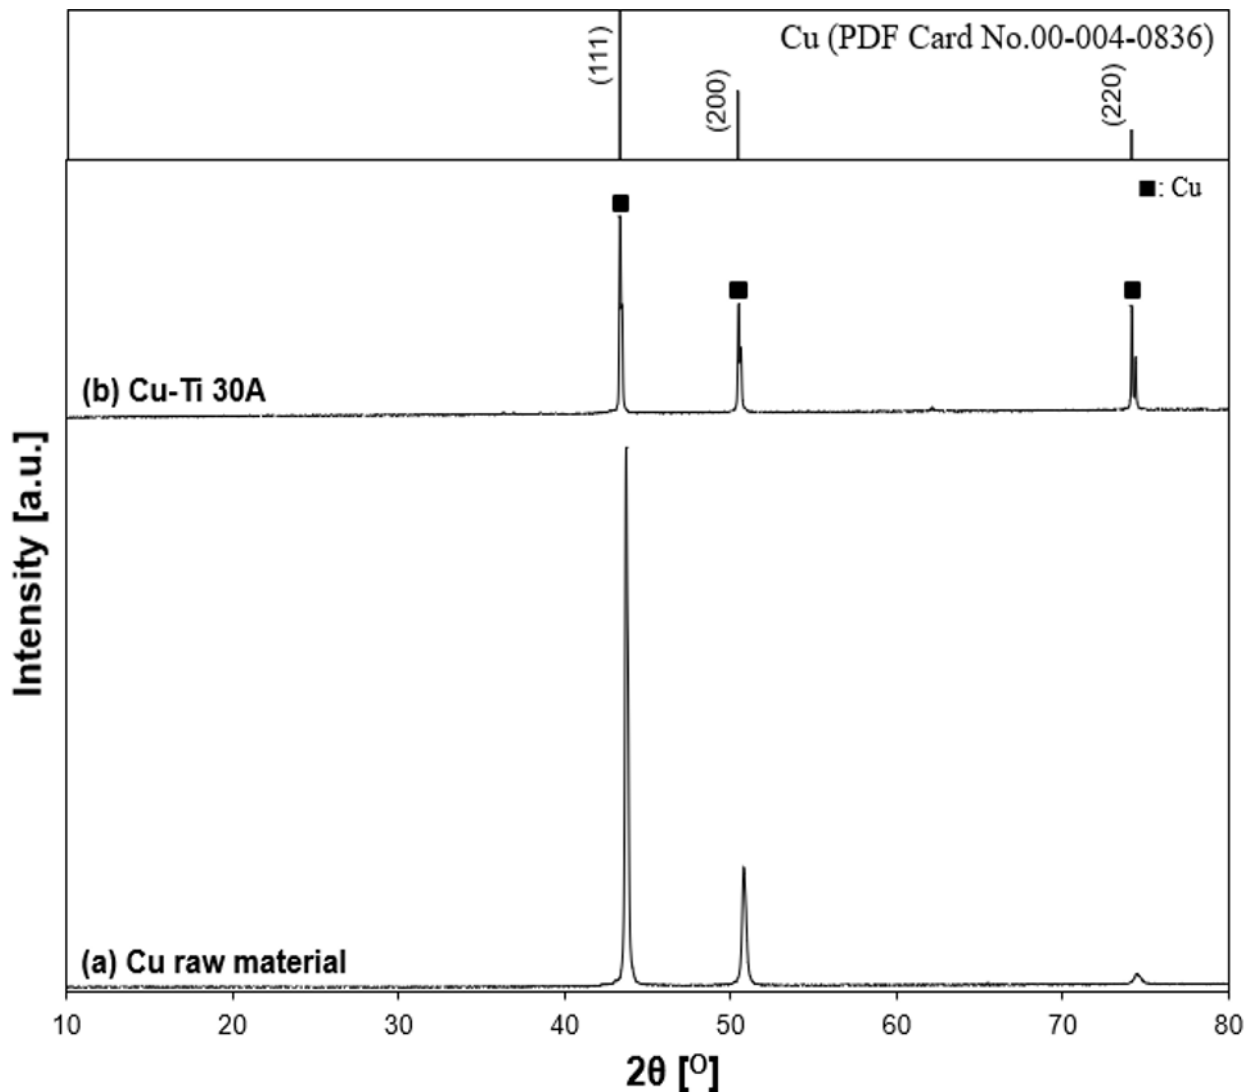 Cu (PDF Card No.00-004-0836)
(111)
(200)
(220)
■: Cu
(b) Cu-Ti 30A
(a) Cu raw material
Intensity [a.u.]
10 20 30 40 50 60 70 80
2θ [⁰]